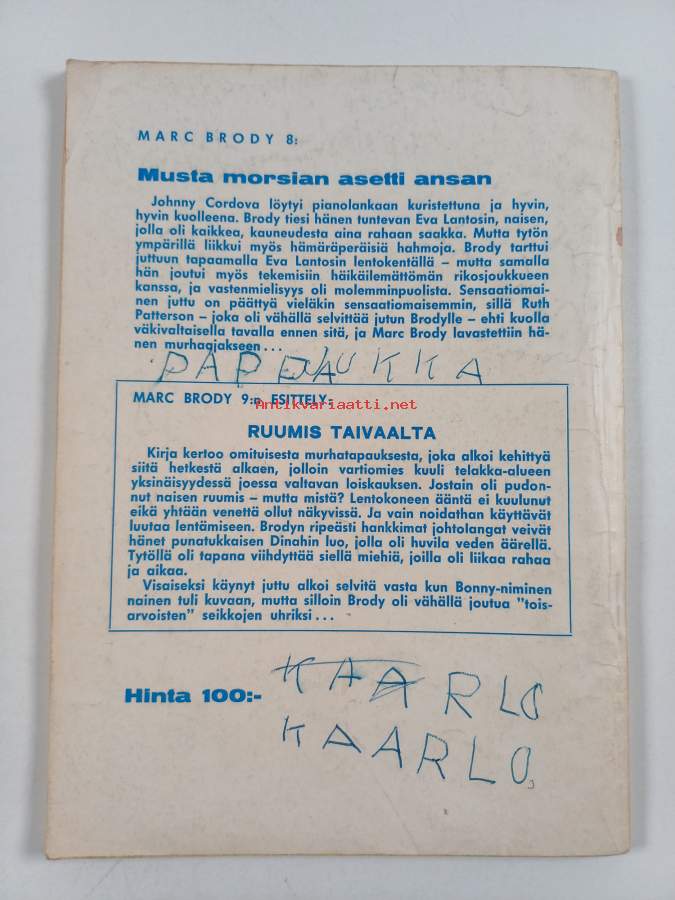 MARC BRODY 8:
Musta morsian asetti ansan
Johnny Cordova löytyi pianolankaan kuristettuna ja hyvin,
hyvin kuolleena. Brody tiesi hänen tuntevan Eva Lantosin, naisen,
jolla oli kaikkea, kauneudesta aina rahaan saakka. Mutta tytön
ympärillä liikkui myös hämäräperäisiä hahmoja. Brody tarttui
juttuun tapaamalla Eva Lantosin lentokentällä – mutta samalla
hän joutui myös tekemisiin häikäilemättömän rikosjoukkueen
kanssa, ja vastenmielisyys oli molemminpuolista. Sensaatiomai-
nen juttu on päättyä vieläkin sensaatiomaisemmin, sillä Ruth
Patterson – joka oli vähällä selvittää jutun Brodylle – ehti kuolla
väkivaltaisella tavalla ennen sitä, ja Marc Brody lavastettiin hä-
nen murhaajakseen . . .
MARC BRODY 9:n ESITTELY:
Antikvariaatti.net
RUUMIS TAIVAALTA
Kirja kertoo omituisesta murhatapauksesta, joka alkoi kehittyä
siitä hetkestä alkaen, jolloin vartiomies kuuli telakka-alueen
yksinäisyydessä joessa valtavan loiskauksen. Jostain oli pudon-
nut naisen ruumis – mutta mistä? Lentokoneen ääntä ei kuulunut
eikä yhtään venettä ollut näkyvissä. Ja vain noidathan käyttävät
luutaa lentämiseen. Brodyn ripeästi hankkimat johtolangat veivät
hänet punatukkaisen Dinahin luo, jolla oli huvila veden äärellä.
Tytöllä oli tapana viihdyttää siellä miehiä, joilla oli liikaa rahaa
ja aikaa.
Visaiseksi käynyt juttu alkoi selvitä vasta kun Bonny-niminen
nainen tuli kuvaan, mutta silloin Brody oli vähällä joutua "tois-
arvoisten" seikkojen uhriksi . . .
KAARLO
Hinta 100:-
KAARLO